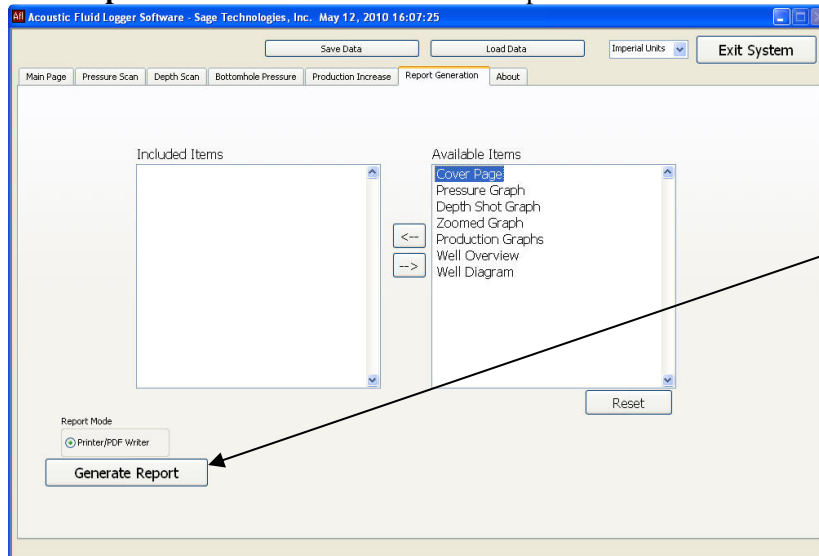 Afl Acoustic Fluid Logger Software - Sage Technologies, Inc. May 12, 2010 16:07:25
Save Data Load Data Imperial Units Exit System
Main Page Pressure Scan Depth Scan Bottomhole Pressure Production Increase Report Generation About
Included Items Available Items
Cover Page
Pressure Graph
Depth Shot Graph
Zoomed Graph
<-- Production Graphs
Well Overview
--> Well Diagram
Reset
Report Mode
Printer/PDF Writer
Generate Report